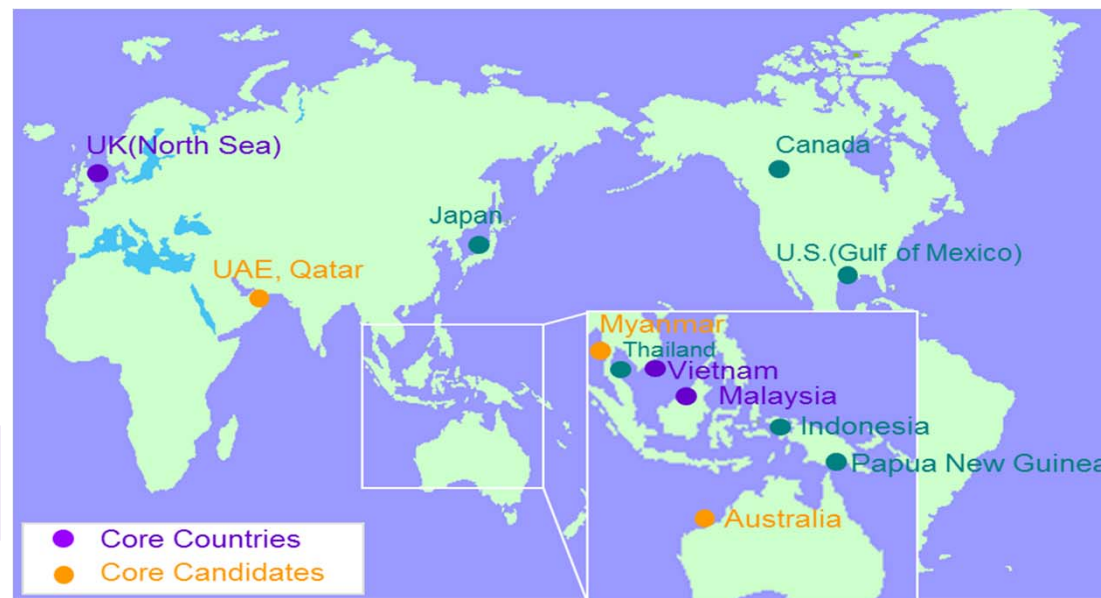 UK(North Sea)
Canada
Japan
U.S.(Gulf of Mexico)
UAE, Qatar
Myanmar
Thailand
Vietnam
Malaysia
Indonesia
Papua New Guinea
Australia
Core Countries
Core Candidates